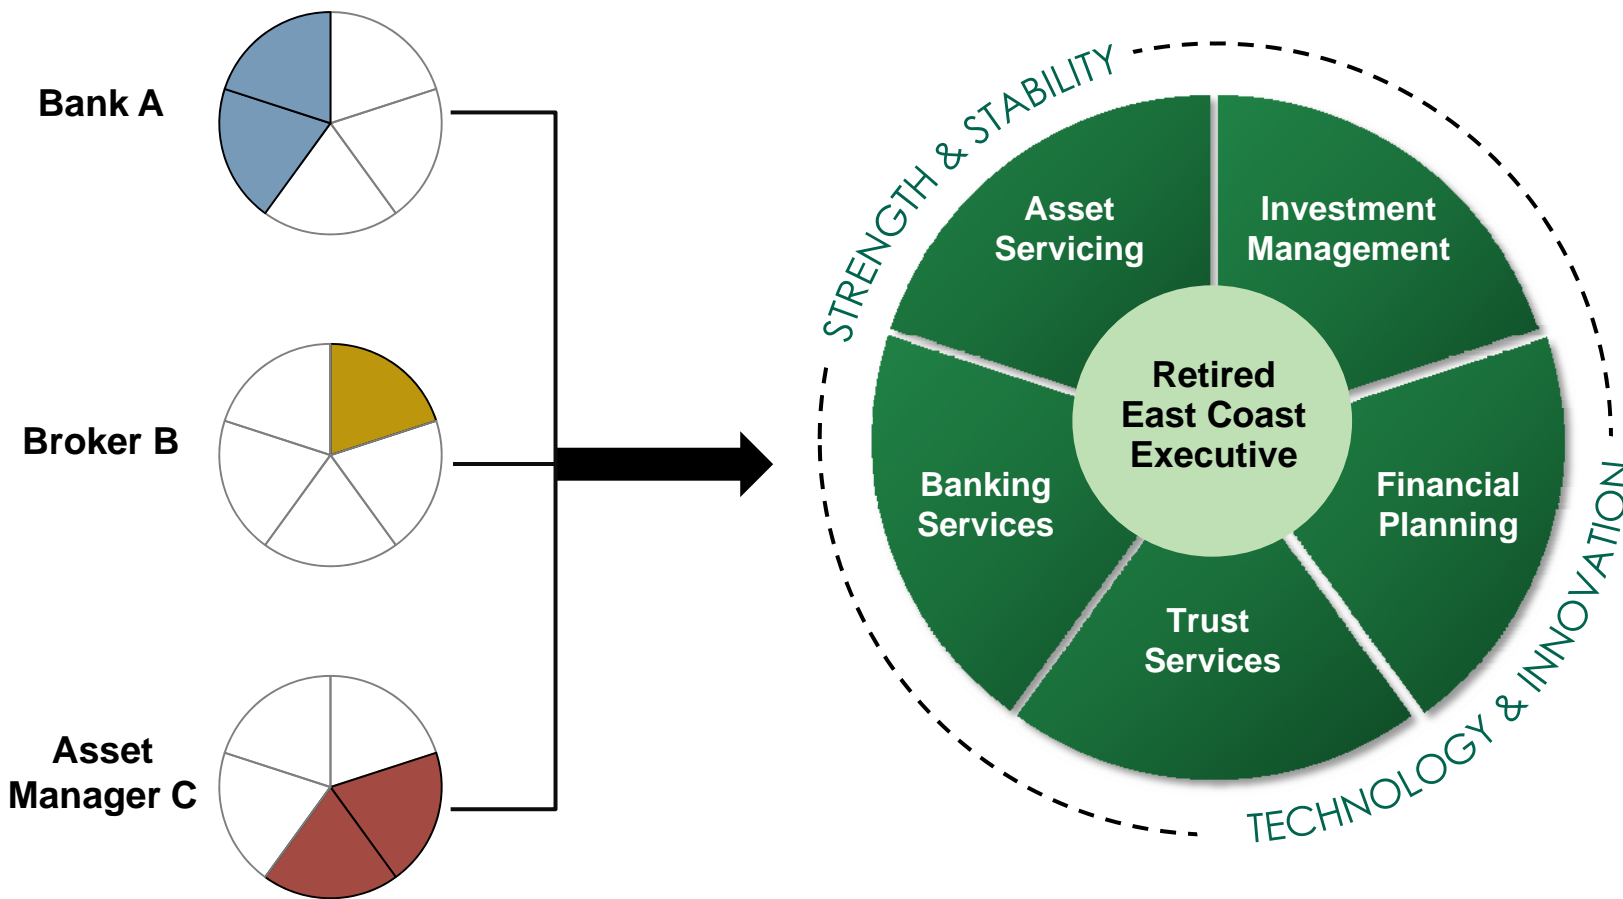 Bank A
Broker B
Asset
Manager C
STRENGTH & STABILITY
Asset
Servicing
Investment
Management
Retired
East Coast
Executive
Banking
Services
Financial
Planning
Trust
Services
TECHNOLOGY & INNOVATION